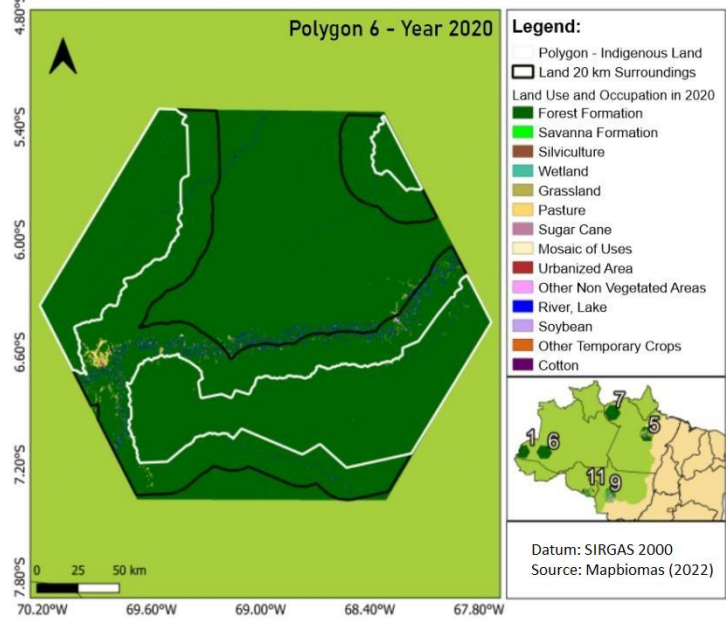 Polygon 6 - Year 2020
4.80°S
5.40°S
6.00°S
6.60°S
7.20°S
7.80°S
0 25 50 km
70.20°W 69.60°W 69.00°W 68.40°W 67.80°W
Legend:
Polygon - Indigenous Land
Land 20 km Surroundings
Land Use and Occupation in 2020
Forest Formation
Savanna Formation
Silviculture
Wetland
Grassland
Pasture
Sugar Cane
Mosaic of Uses
Urbanized Area
Other Non Vegetated Areas
River, Lake
Soybean
Other Temporary Crops
Cotton
7
5
1 6
11 9
Datum: SIRGAS 2000
Source: Mapbiomas (2022)